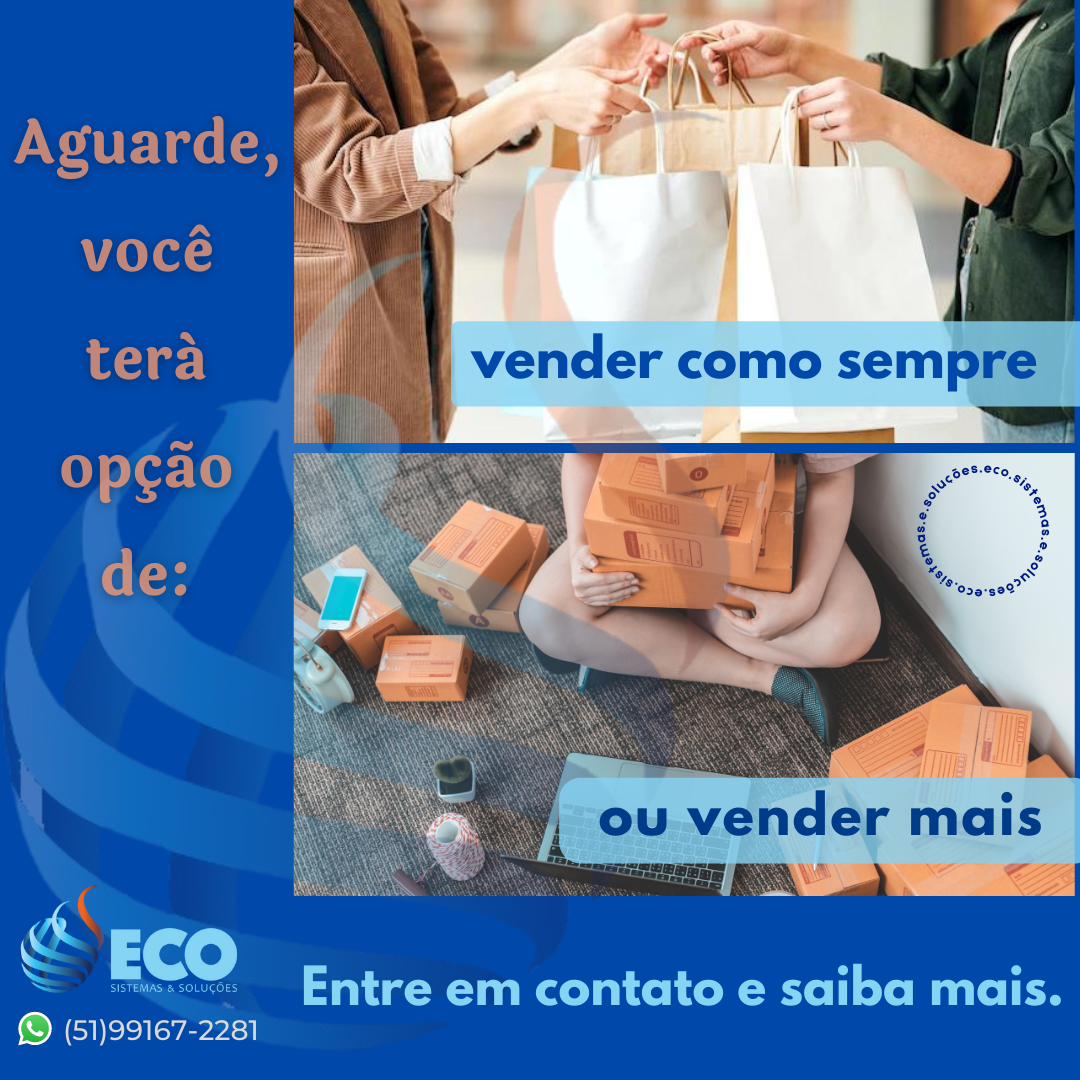 Aguarde,
você
terà
opção
de:
vender como sempre
eco.sistemas.e.soluções.eco.sistemas.e.soluções.
ou vender mais
ECO
SISTEMAS & SOLUÇÕES
(51)99167-2281
Entre em contato e saiba mais.